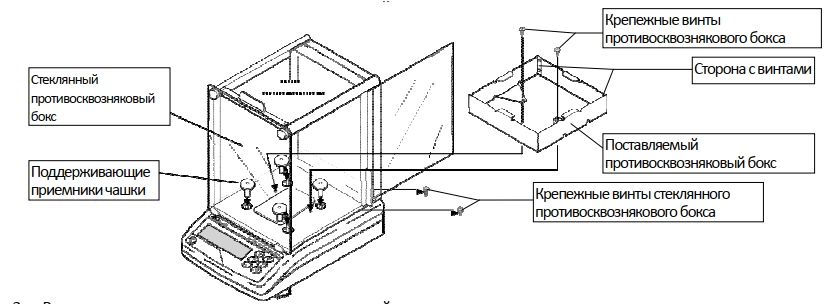 Крепежные винты
противосквознякового бокса
Сторона с винтами
Стеклянный
противосквозняковый
бокс
Поставляемый
противосквозняковый бокс
Поддерживающие
приемники чашки
Крепежные винты стеклянного
противосквознякового бокса